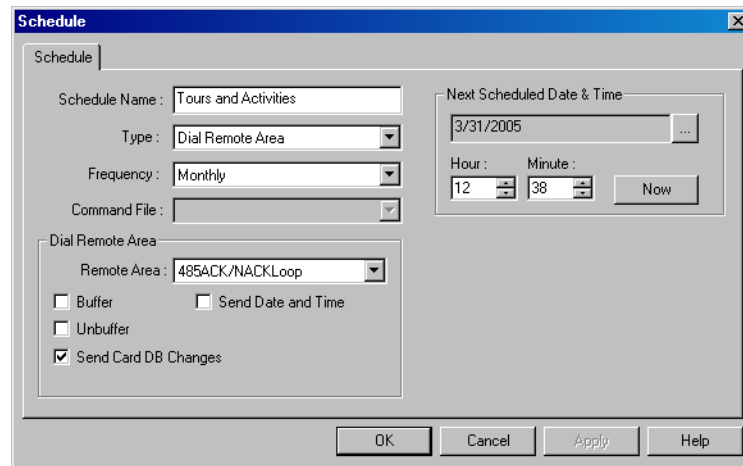 Schedule
Schedule
Schedule Name : Tours and Activities
Type : Dial Remote Area
Frequency : Monthly
Command File :
Dial Remote Area
Remote Area : 485ACK/NACKLoop
Buffer Send Date and Time
Unbuffer
Send Card DB Changes
Next Scheduled Date & Time
3/31/2005 ...
Hour : Minute :
12 38 Now
OK Cancel Apply Help